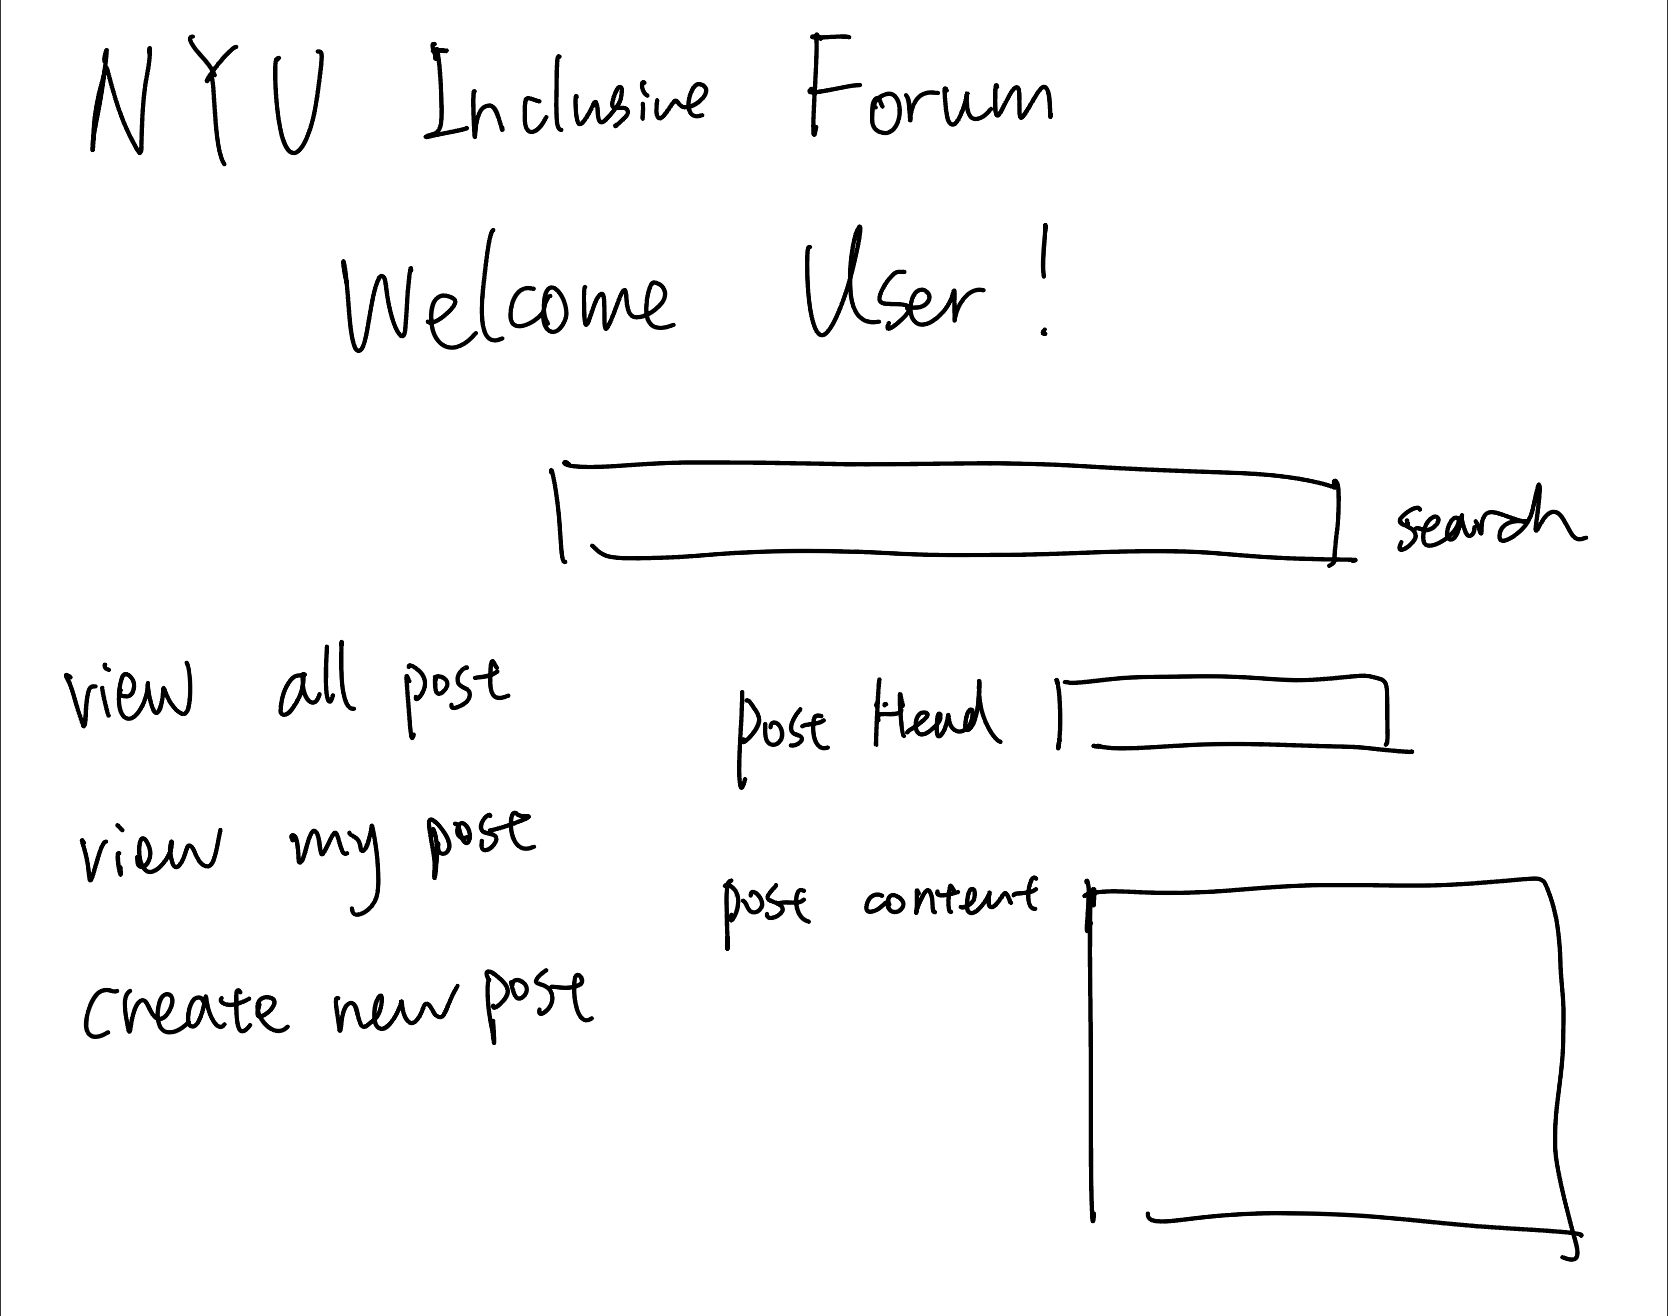 NYU Inclusive Forum
Welcome User!
search
view all post
view my post
create new post
post Head
post content